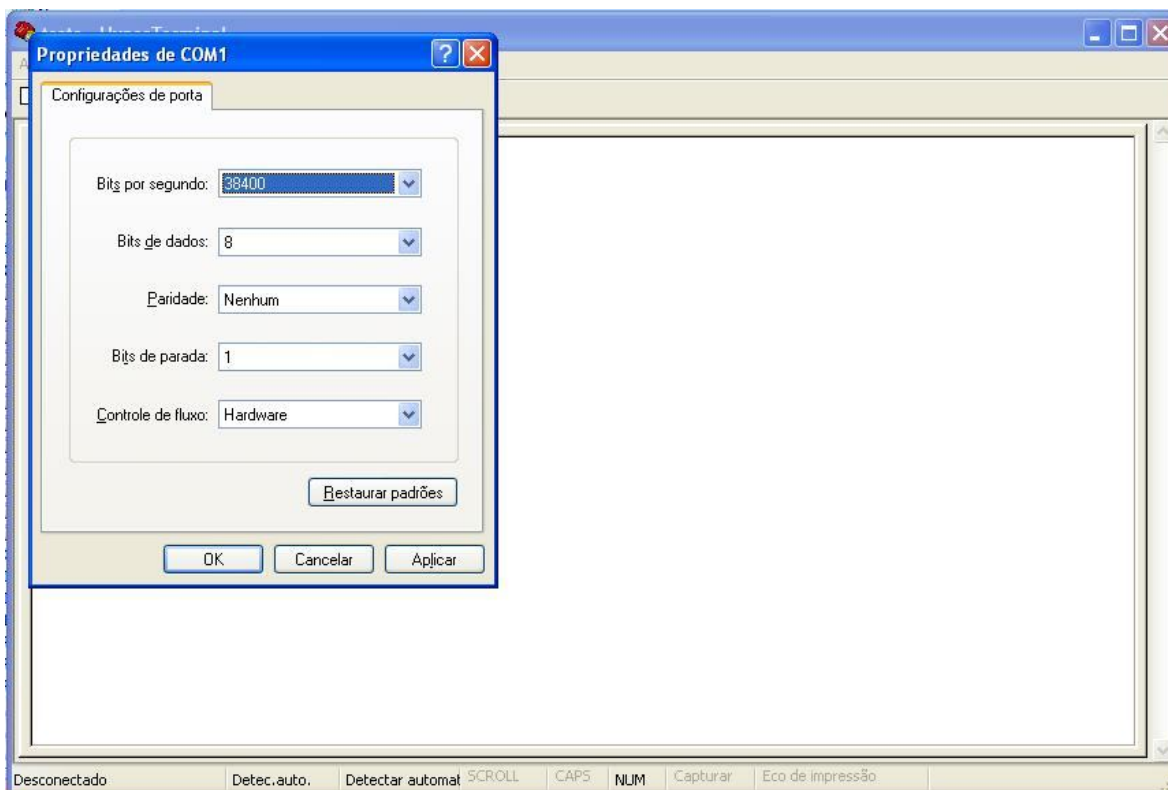 Propriedades de COM1
Configurações de porta
Bits por segundo: 38400
Bits de dados: 8
Paridade: Nenhum
Bits de parada: 1
Controle de fluxo: Hardware
Restaurar padrões
OK Cancelar Aplicar
Desconectado Detec.auto. Detectar automat SCROLL CAPS NUM Capturar Eco de impressão